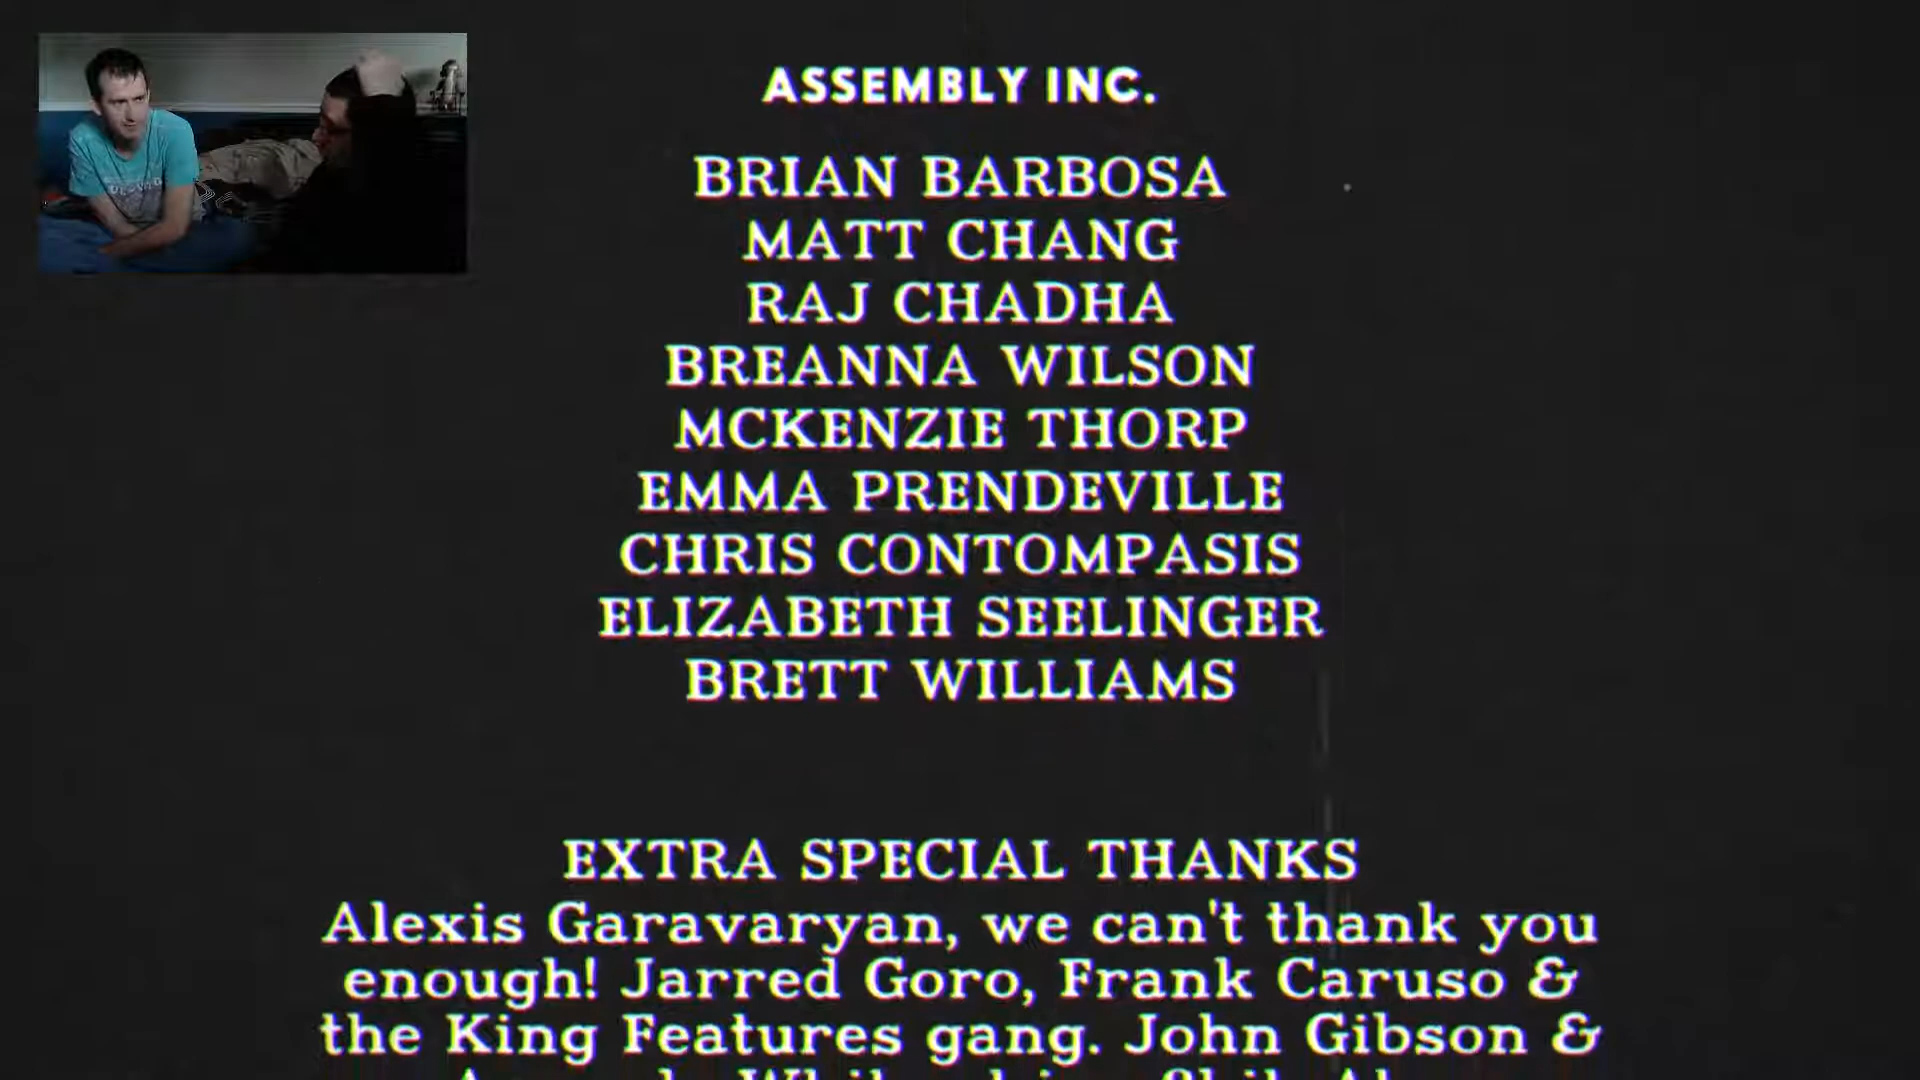 ASSEMBLY INC.
BRIAN BARBOSA
MATT CHANG
RAJ CHADHA
BREANNA WILSON
MCKENZIE THORP
EMMA PRENDEVILLE
CHRIS CONTOMPASIS
ELIZABETH SEELINGER
BRETT WILLIAMS
EXTRA SPECIAL THANKS
Alexis Garavaryan, we can't thank you
enough! Jarred Goro, Frank Caruso &
the King Features gang. John Gibson &